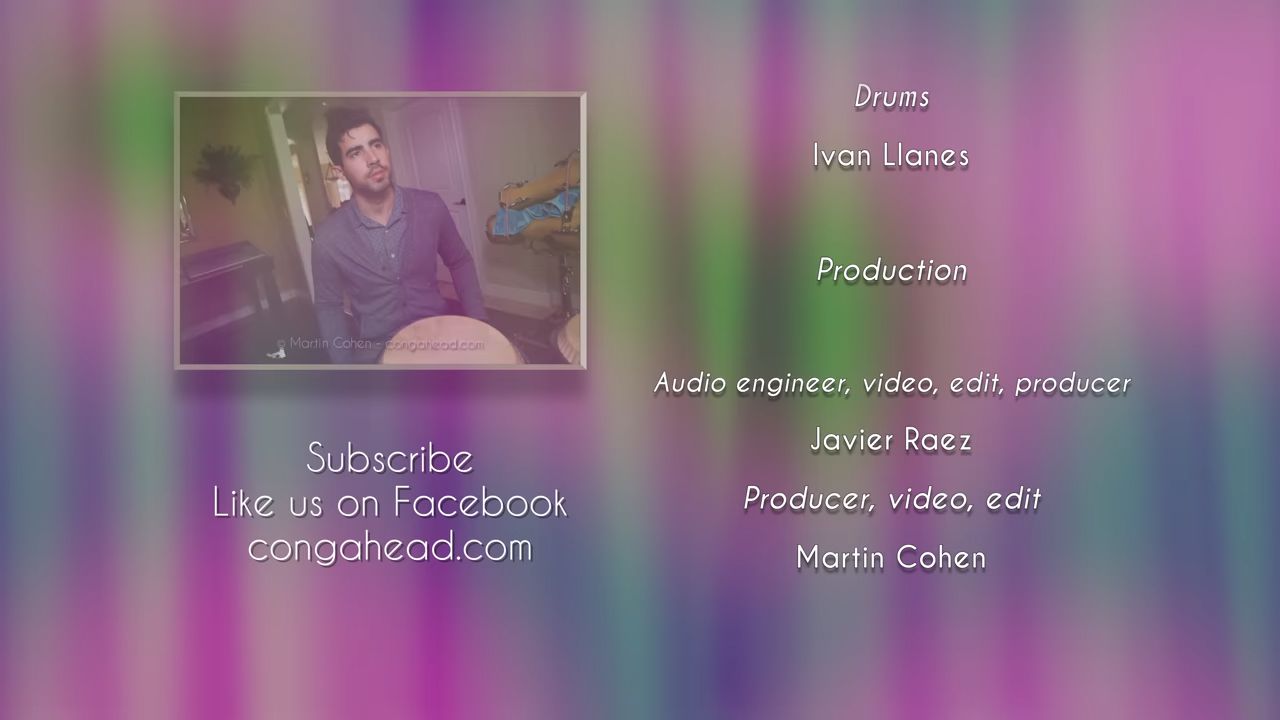 © Martin Cohen - congahead.com
Subscribe
Like us on Facebook
congahead.com
Drums
Ivan Llanes
Production
Audio engineer, video, edit, producer
Javier Raez
Producer, video, edit
Martin Cohen